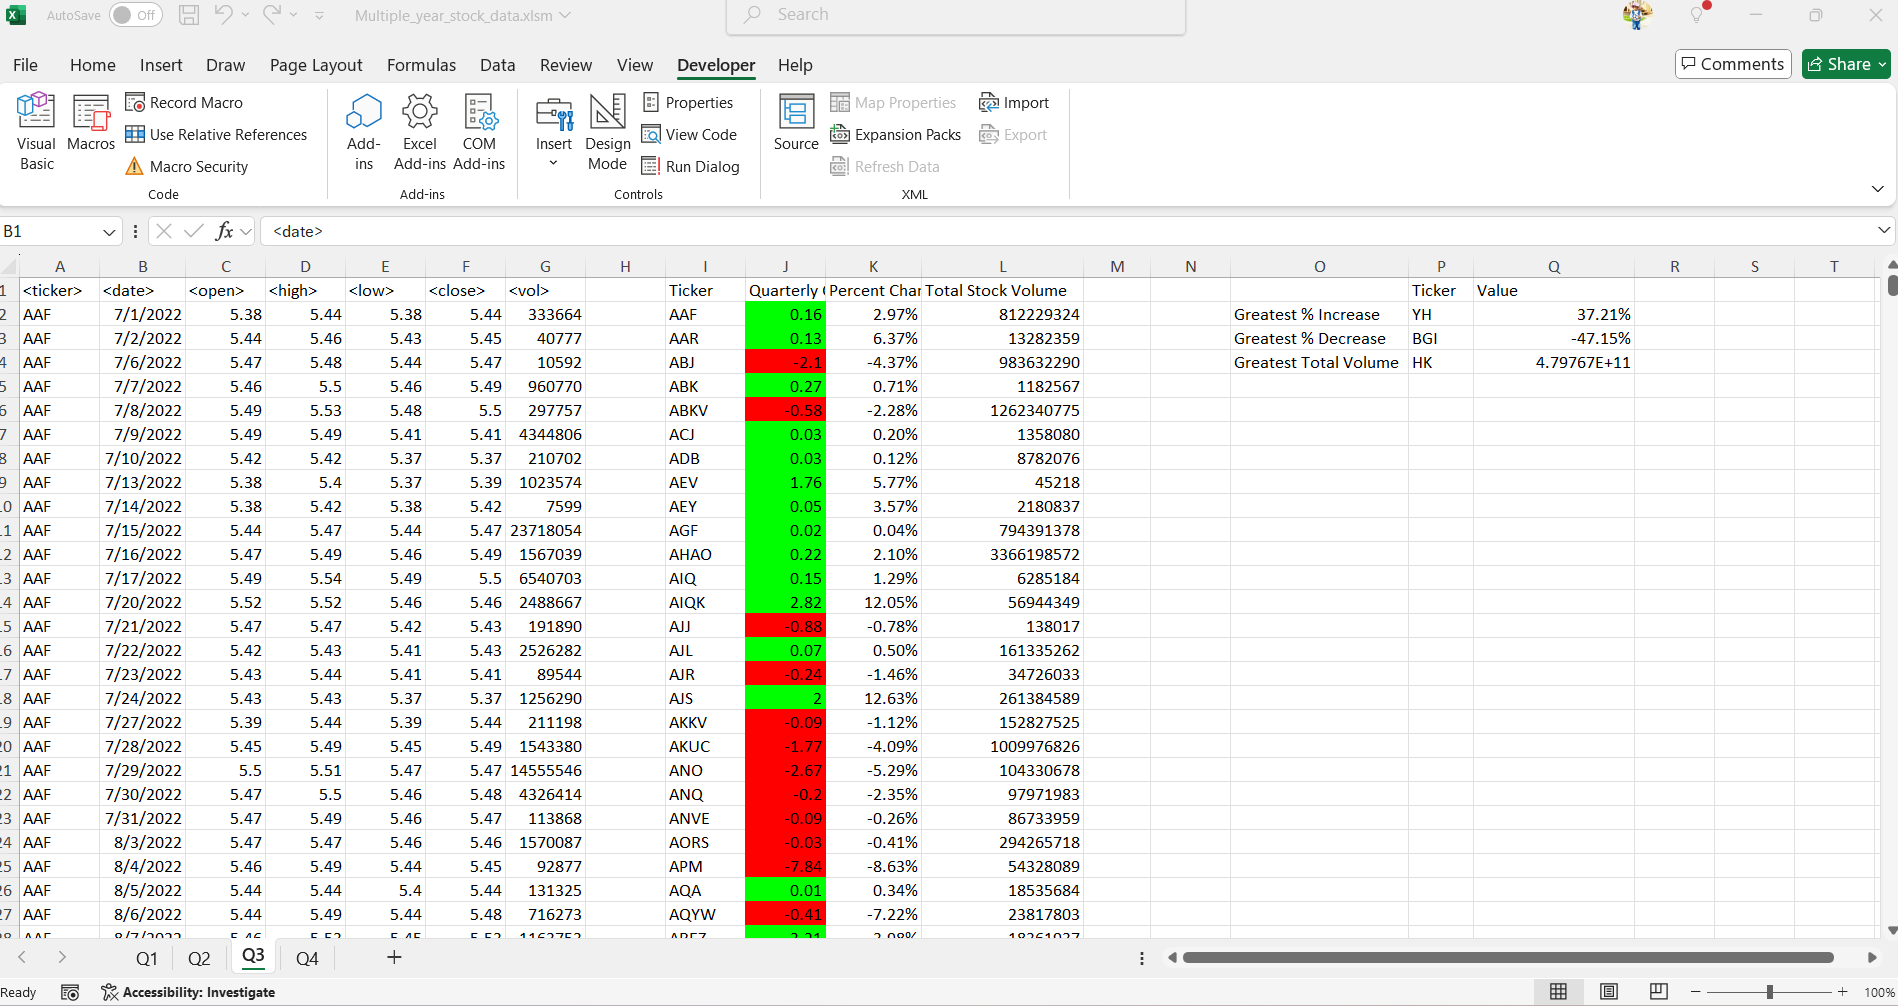 AutoSave Off Multiple_year_stock_data.xlsm Search
File Home Insert Draw Page Layout Formulas Data Review View Developer Help Comments Share
Visual Basic Macros Record Macro Use Relative References Macro Security Code
Add-ins Excel Add-ins COM Add-ins Add-ins
Insert Design Mode Properties View Code Run Dialog Controls
Source Map Properties Expansion Packs Refresh Data Import Export XML
B1 fx <date>
A B C D E F G H I J K L M N O P Q R S T
1 <ticker> <date> <open> <high> <low> <close> <vol> Ticker Quarterly Percent Char Total Stock Volume Ticker Value
2 AAF 7/1/2022 5.38 5.44 5.38 5.44 333664 AAF 0.16 2.97% 812229324 Greatest % Increase YH 37.21%
3 AAF 7/2/2022 5.44 5.46 5.43 5.45 40777 AAR 0.13 6.37% 13282359 Greatest % Decrease BGI -47.15%
4 AAF 7/6/2022 5.47 5.48 5.44 5.47 10592 ABJ -2.1 -4.37% 983632290 Greatest Total Volume HK 4.79767E+11
5 AAF 7/7/2022 5.46 5.5 5.46 5.49 960770 ABK 0.27 0.71% 1182567
6 AAF 7/8/2022 5.49 5.53 5.48 5.5 297757 ABKV -0.58 -2.28% 1262340775
7 AAF 7/9/2022 5.49 5.49 5.41 5.41 4344806 ACJ 0.03 0.20% 1358080
8 AAF 7/10/2022 5.42 5.42 5.37 5.37 210702 ADB 0.03 0.12% 8782076
9 AAF 7/13/2022 5.38 5.4 5.37 5.39 1023574 AEV 1.76 5.77% 45218
0 AAF 7/14/2022 5.38 5.42 5.38 5.42 7599 AEY 0.05 3.57% 2180837
1 AAF 7/15/2022 5.44 5.47 5.44 5.47 23718054 AGF 0.02 0.04% 794391378
2 AAF 7/16/2022 5.47 5.49 5.46 5.49 1567039 AHAO 0.22 2.10% 3366198572
3 AAF 7/17/2022 5.49 5.54 5.49 5.5 6540703 AIQ 0.15 1.29% 6285184
4 AAF 7/20/2022 5.52 5.52 5.46 5.46 2488667 AIQK 2.82 12.05% 56944349
5 AAF 7/21/2022 5.47 5.47 5.42 5.43 191890 AJJ -0.88 -0.78% 138017
6 AAF 7/22/2022 5.42 5.43 5.41 5.43 2526282 AJL 0.07 0.50% 161335262
7 AAF 7/23/2022 5.43 5.44 5.41 5.41 89544 AJR -0.24 -1.46% 34726033
8 AAF 7/24/2022 5.43 5.43 5.37 5.37 1256290 AJS 2 12.63% 261384589
9 AAF 7/27/2022 5.39 5.44 5.39 5.44 211198 AKKV -0.09 -1.12% 152827525
20 AAF 7/28/2022 5.45 5.49 5.45 5.49 1543380 AKUC -1.77 -4.09% 1009976826
21 AAF 7/29/2022 5.5 5.51 5.47 5.47 14555546 ANO -2.67 -5.29% 104330678
22 AAF 7/30/2022 5.47 5.5 5.46 5.48 4326414 ANQ -0.2 -2.35% 97971983
23 AAF 7/31/2022 5.47 5.49 5.46 5.47 113868 ANVE -0.09 -0.26% 86733959
24 AAF 8/3/2022 5.47 5.47 5.46 5.46 1570087 AORS -0.03 -0.41% 294265718
25 AAF 8/4/2022 5.46 5.49 5.44 5.45 92877 APM -7.84 -8.63% 54328089
26 AAF 8/5/2022 5.44 5.44 5.4 5.44 131325 AQA 0.01 0.34% 18535684
27 AAF 8/6/2022 5.44 5.49 5.44 5.48 716273 AQYW -0.41 -7.22% 23817803
Q1 Q2 Q3 Q4
Ready Accessibility: Investigate 100%